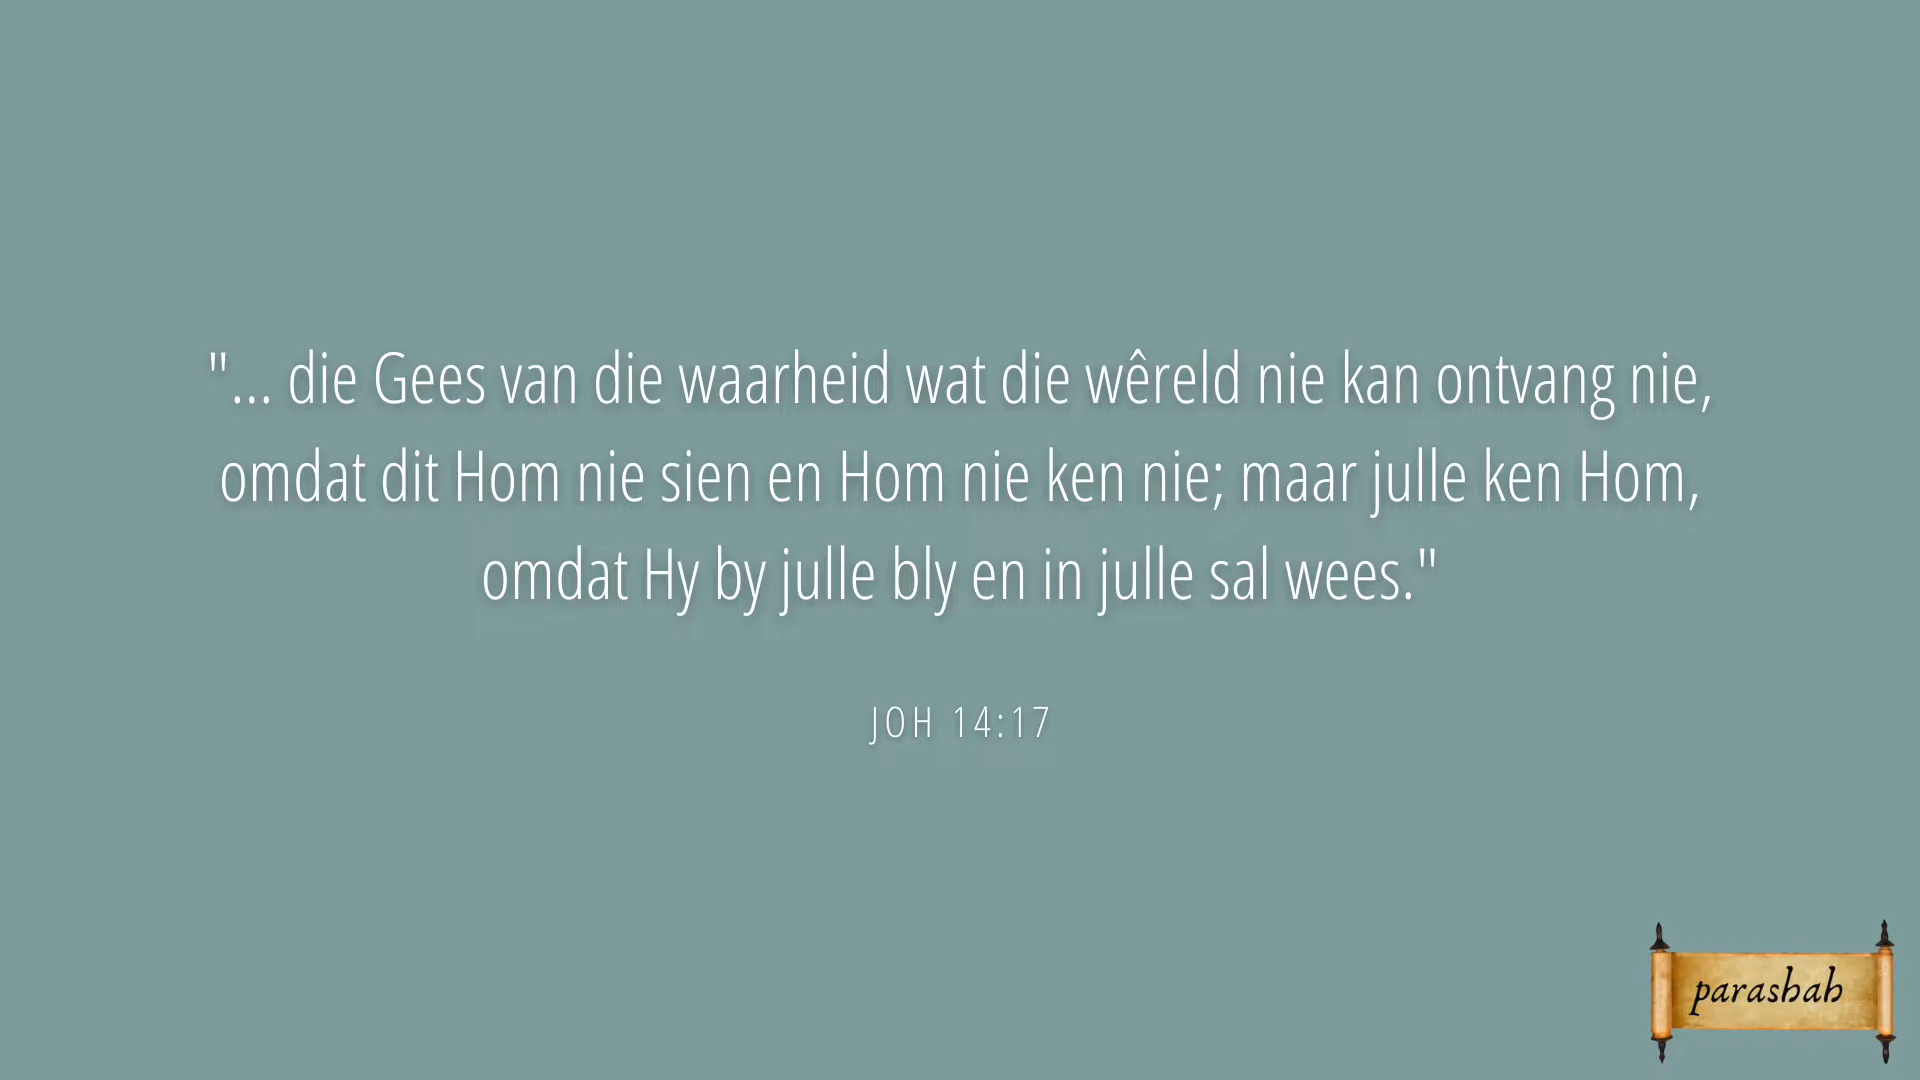 "... die Gees van die waarheid wat die wêreld nie kan ontvang nie,
omdat dit Hom nie sien en Hom nie ken nie; maar julle ken Hom,
omdat Hy by julle bly en in julle sal wees."
JOH 14:17
parashah